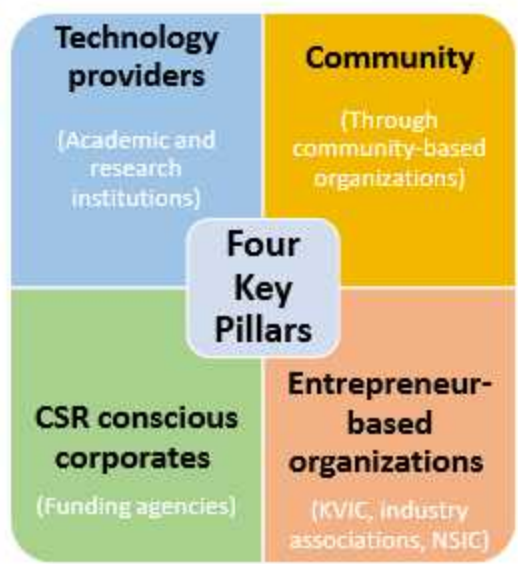 Technology
providers
(Academic and
research
institutions)
Community
(Through
community-based
organizations)
Four
Key
Pillars
CSR conscious
corporates
(Funding agencies)
Entrepreneur-
based
organizations
(KVIC, industry
associations, NSIC)